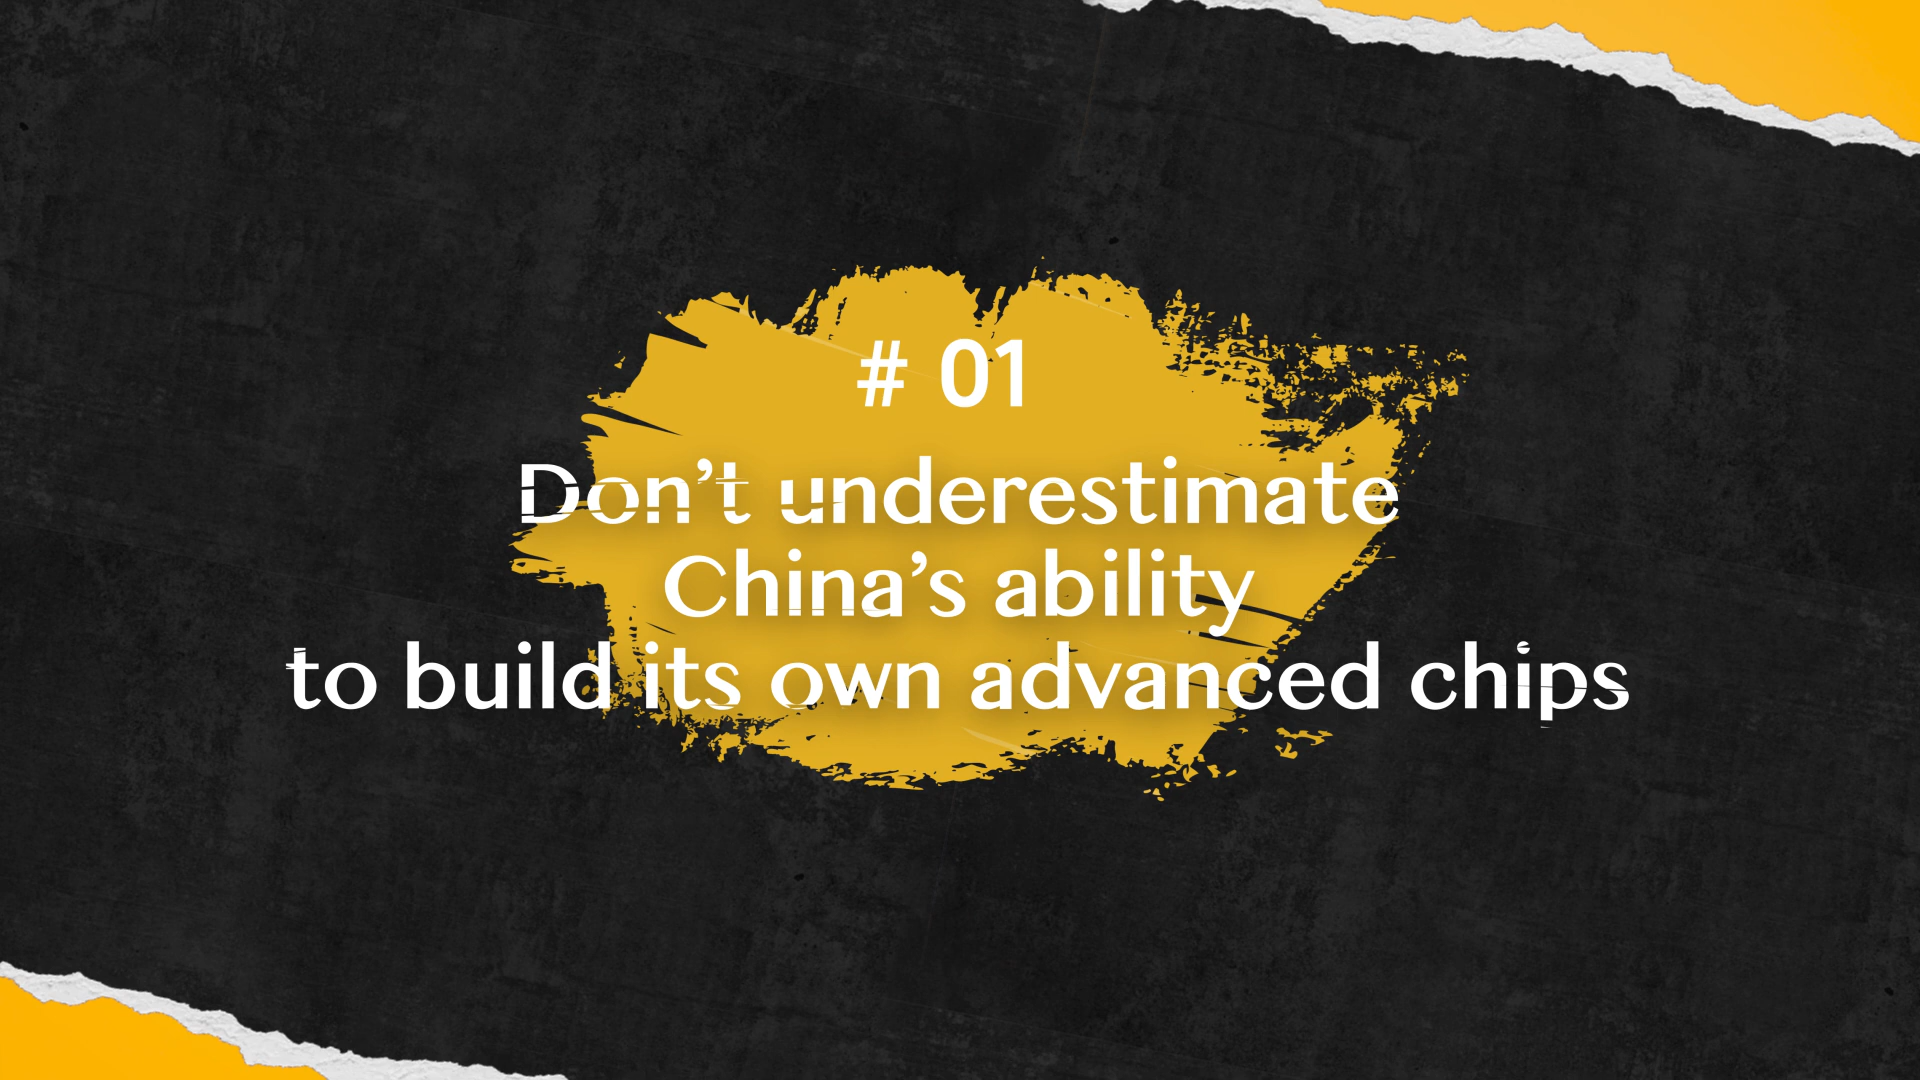 # 01
Don’t underestimate
China’s ability
to build its own advanced chips